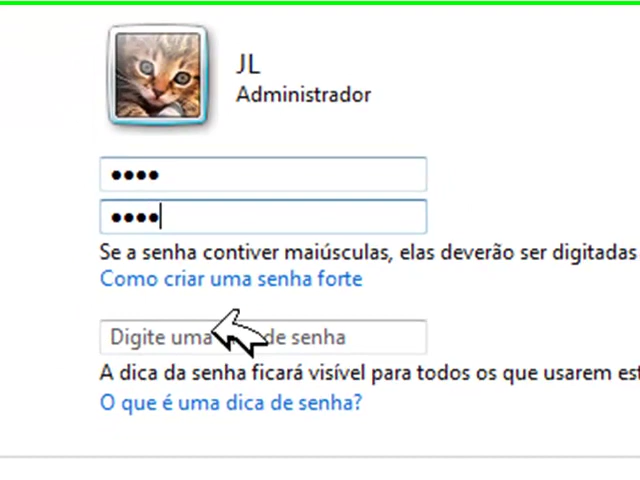 JL
Administrador
Se a senha contiver maiúsculas, elas deverão ser digitadas
Como criar uma senha forte
Digite uma de senha
A dica da senha ficará visível para todos os que usarem
O que é uma dica de senha?